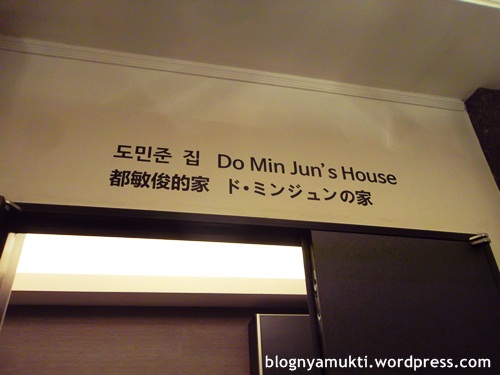 도민준 집 Do Min Jun's House
都敏俊的家 ド・ミンジュンの家
blognyamukti.wordpress.com